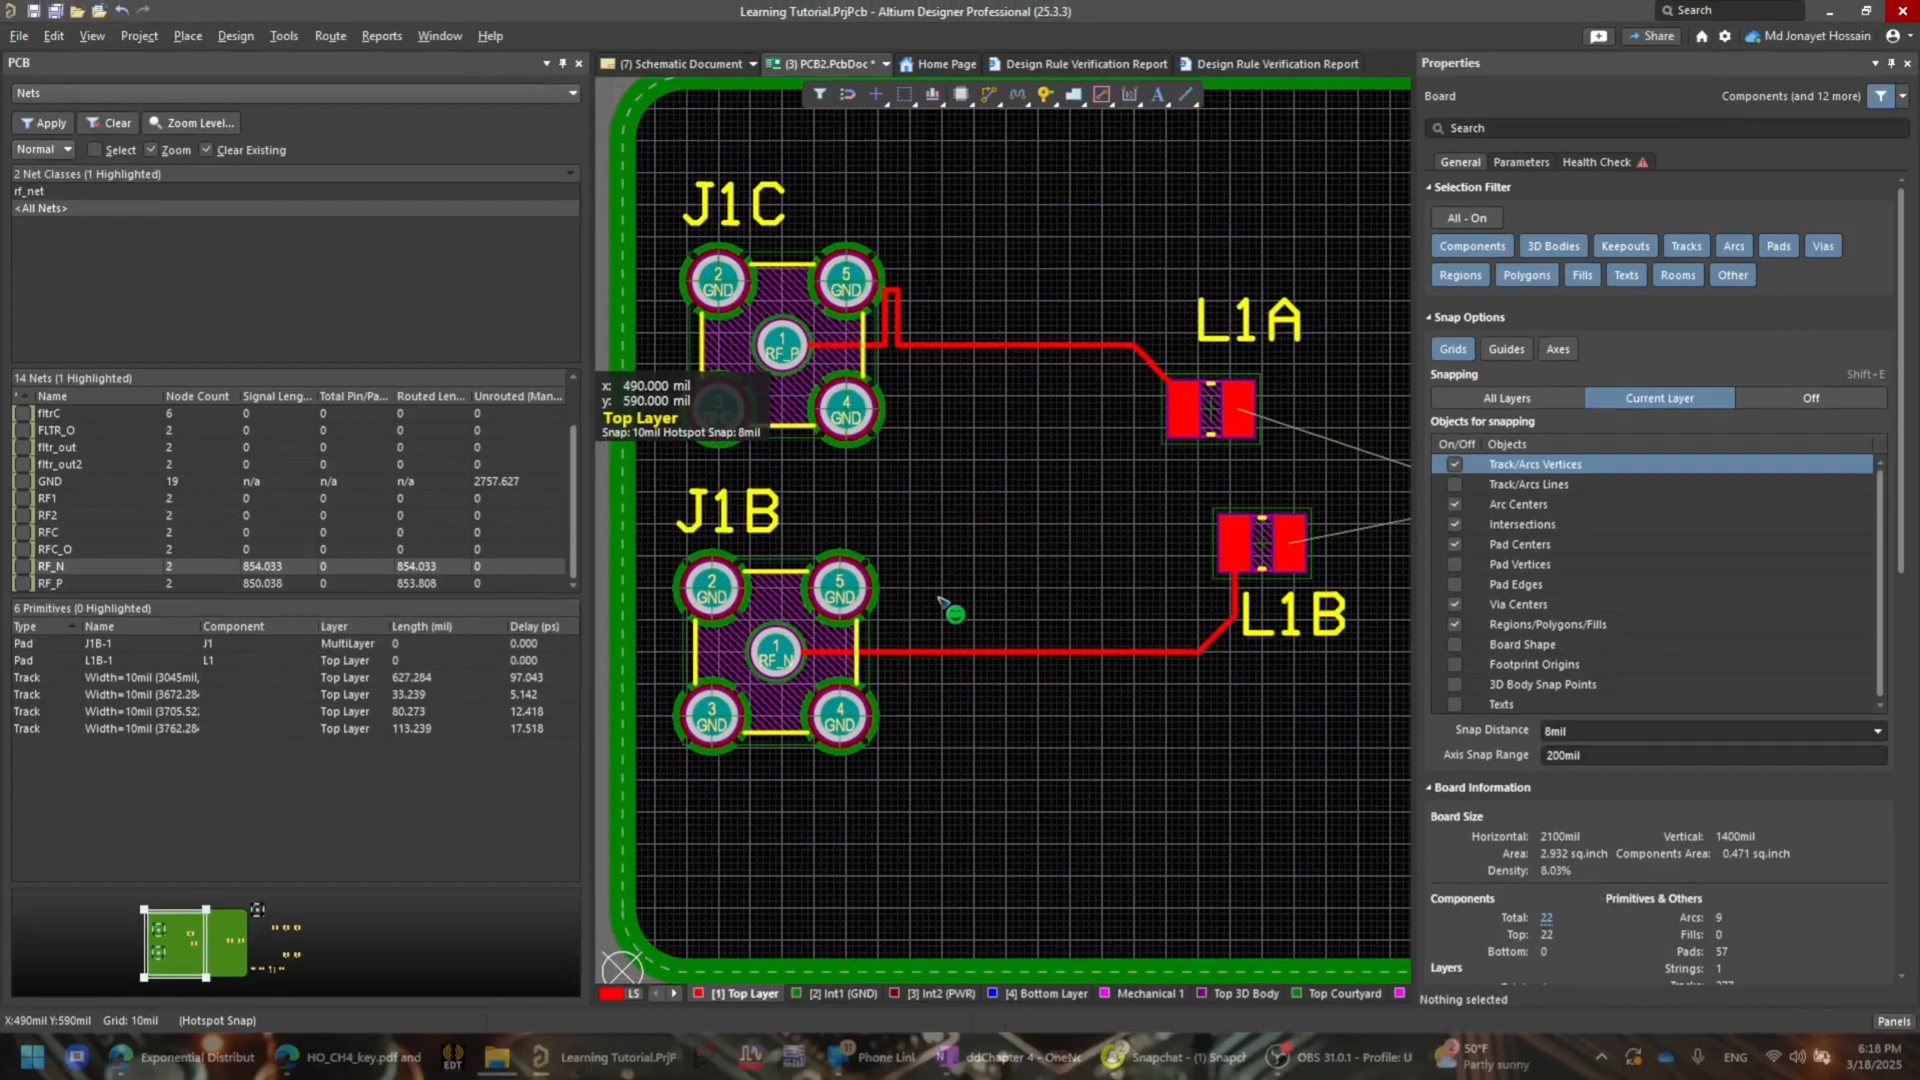 Learning Tutorial.PrjPcb - Altium Designer Professional (25.3.3)
Search
File Edit View Project Place Design Tools Route Reports Window Help
Share
Md Jonayet Hossain
PCB
(7) Schematic Document
(3) PCB2.PcbDoc *
Home Page
Design Rule Verification Report
Design Rule Verification Report
Properties
Nets
Board
Components (and 12 more)
Apply Clear Zoom Level...
Search
Normal Select Zoom Clear Existing
General Parameters Health Check
2 Net Classes (1 Highlighted)
rf_net
<All Nets>
Selection Filter
All - On
Components 3D Bodies Keepouts Tracks Arcs Pads Vias
Regions Polygons Fills Texts Rooms Other
Snap Options
Grids Guides Axes
Snapping Shift+E
All Layers Current Layer Off
Objects for snapping
On/Off Objects
Track/Arcs Vertices
Track/Arcs Lines
Arc Centers
Intersections
Pad Centers
Pad Vertices
Pad Edges
Via Centers
Regions/Polygons/Fills
Board Shape
Footprint Origins
3D Body Snap Points
Texts
Snap Distance 8mil
Axis Snap Range 200mil
Board Information
Board Size
Horizontal: 2100mil Vertical: 1400mil
Area: 2.932 sq.inch Components Area: 0.471 sq.inch
Density: 8.03%
Components Primitives & Others
Total: 22 Arcs: 9
Top: 22 Fills: 0
Bottom: 0 Pads: 57
Layers Strings: 1
Nothing selected
Panels
14 Nets (1 Highlighted)
Name Node Count Signal Leng... Total Pin/Pa... Routed Len... Unrouted (Man...
fltrC 6 0 0 0 0
FLTR_O 2 0 0 0 0
fltr_out 2 0 0 0 0
fltr_out2 2 0 0 0 0
GND 19 n/a n/a n/a 2757.627
RF1 2 0 0 0 0
RF2 2 0 0 0 0
RFC 2 0 0 0 0
RFC_O 2 0 0 0 0
RF_N 2 854.033 0 854.033 0
RF_P 2 850.038 0 853.808 0
6 Primitives (0 Highlighted)
Type Name Component Layer Length (mil) Delay (ps)
Pad J1B-1 J1 MultiLayer 0 0.000
Pad L1B-1 L1 Top Layer 0 0.000
Track Width=10mil (3045mil, Top Layer 627.284 97.043
Track Width=10mil (3672.284 Top Layer 33.239 5.142
Track Width=10mil (3705.522 Top Layer 80.273 12.418
Track Width=10mil (3762.284 Top Layer 113.239 17.518
J1C
2 GND
5 GND
1 RF_P
4 GND
L1A
x: 490.000 mil
y: 590.000 mil
Top Layer
Snap: 10mil Hotspot Snap: 8mil
J1B
2 GND
5 GND
1 RF_N
3 GND
4 GND
L1B
LS [1] Top Layer [2] Int1 (GND) [3] Int2 (PWR) [4] Bottom Layer Mechanical 1 Top 3D Body Top Courtyard
X:490mil Y:590mil Grid: 10mil (Hotspot Snap)
Exponential Distribut
HO_CH4_key.pdf and
EDT
Learning Tutorial.PrjP
Phone Linl
ddChapter 4 - OneNo
Snapchat - (1) Snapch
OBS 31.0.1 - Profile: U
50°F
Partly sunny
ENG
6:18 PM
3/18/2025